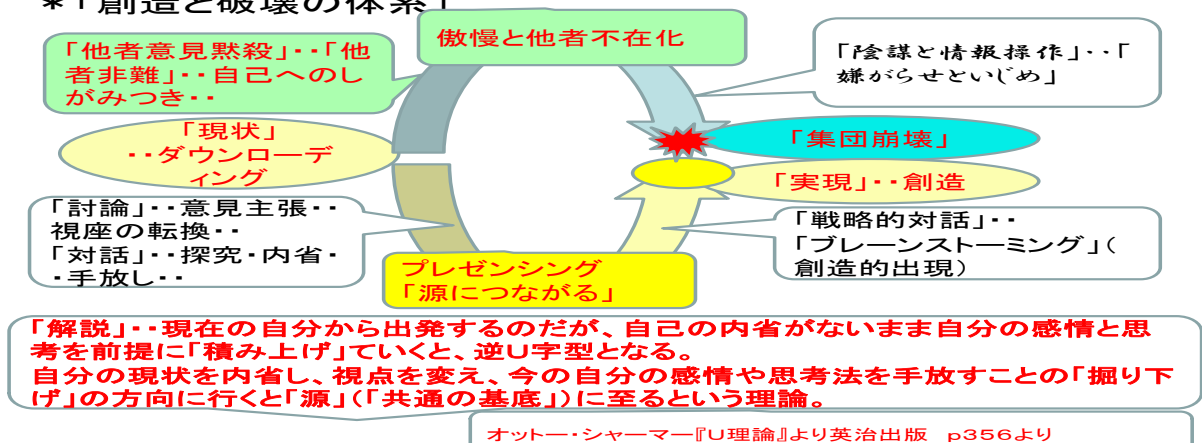 *「創造と破壊の体系」
傲慢と他者不在化
「他者意見黙殺」・・「他
者非難」・・自己へのし
がみつき・・
「陰謀と情報操作」・・「
嫌がらせといじめ」
「現状」
・・ダウンローデ
ィング
「集団崩壊」
「実現」・・創造
「討論」・・意見主張・・
視座の転換・・
「対話」・・探究・内省・
・手放し・・
「戦略的対話」・・
「ブレーンストーミング」(
創造的出現)
プレゼンシング
「源につながる」
「解説」・・現在の自分から出発するのだが、自己の内省がないまま自分の感情と思
考を前提に「積み上げ」ていくと、逆U字型となる。
自分の現状を内省し、視点を変え、今の自分の感情や思考法を手放すことの「掘り下
げ」の方向に行くと「源」(「共通の基底」)に至るという理論。
オットー・シャーマー『U理論』より英治出版 p356より